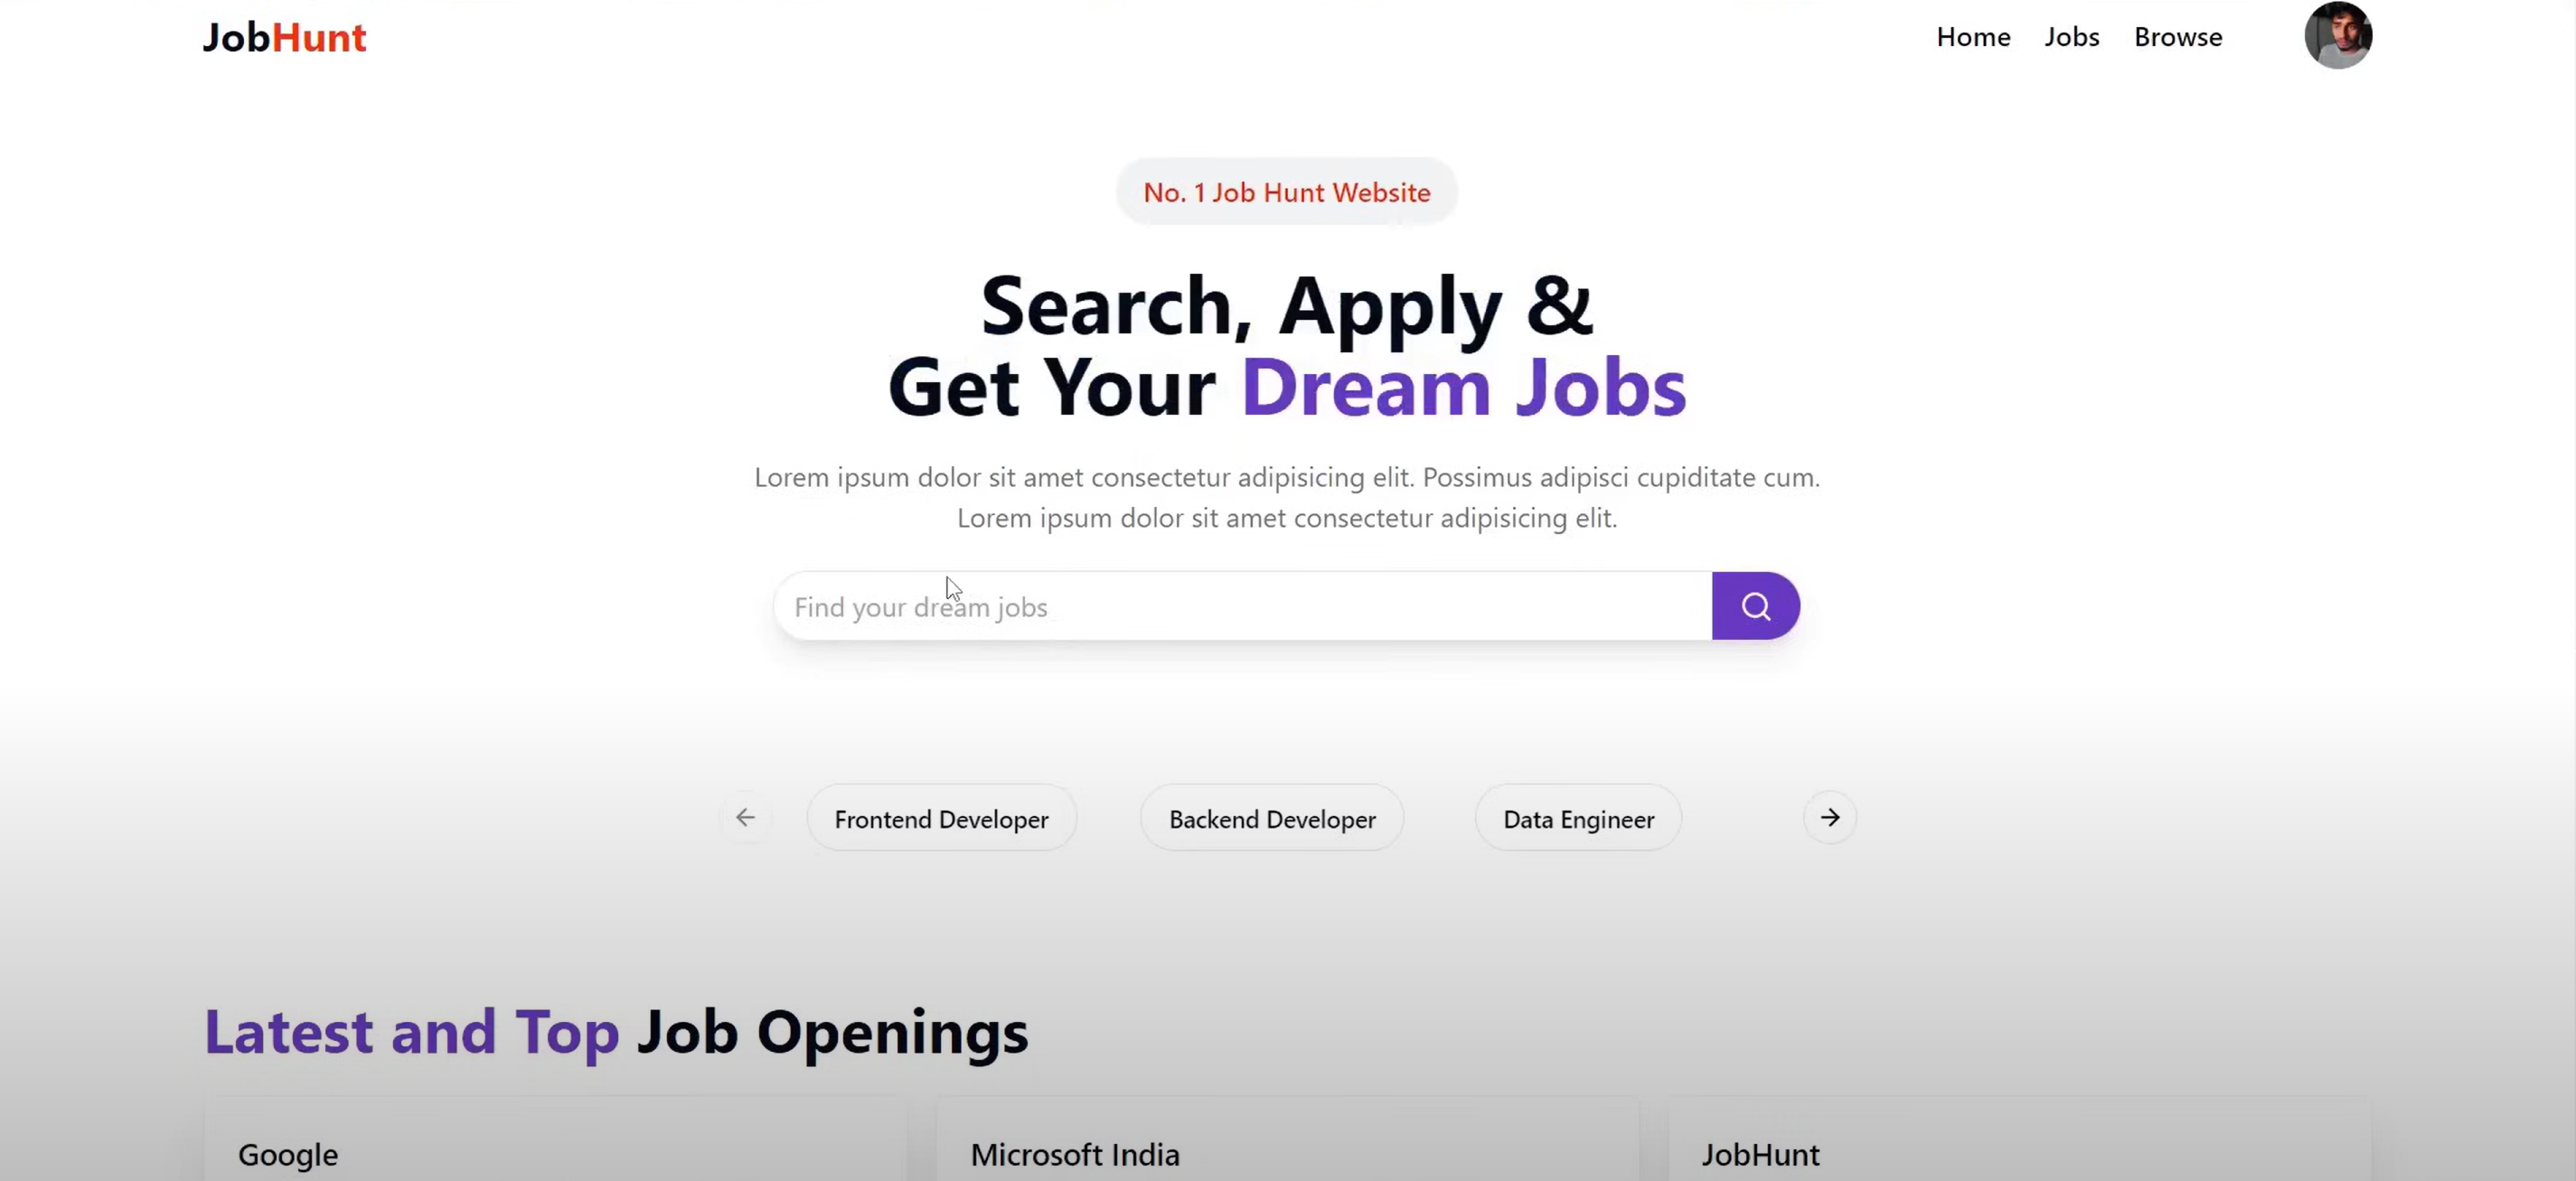 JobHunt
Home Jobs Browse
No. 1 Job Hunt Website
Search, Apply &
Get Your Dream Jobs
Lorem ipsum dolor sit amet consectetur adipisicing elit. Possimus adipisci cupiditate cum.
Lorem ipsum dolor sit amet consectetur adipisicing elit.
Find your dream jobs
Frontend Developer Backend Developer Data Engineer
Latest and Top Job Openings
Google Microsoft India JobHunt